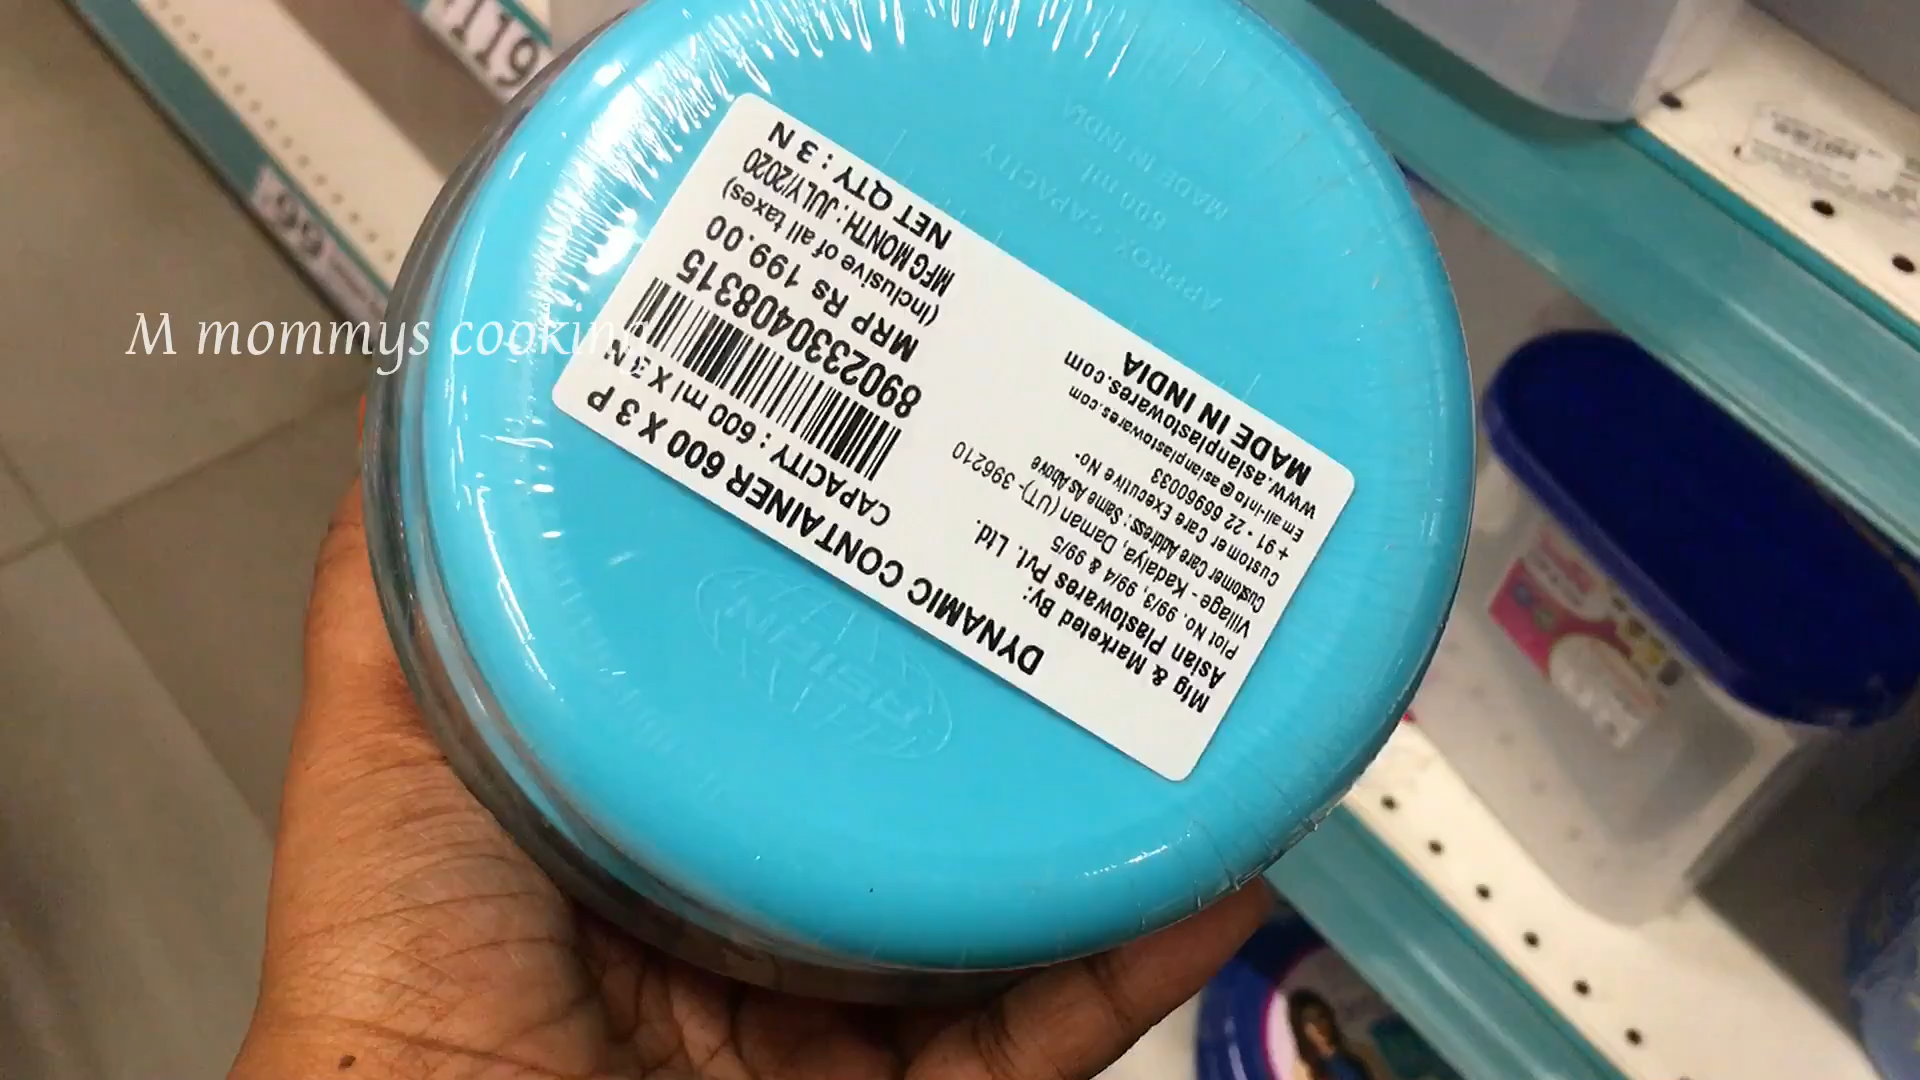 M mommys cooking
DYNAMIC CONTAINER 600 X 3 P
CAPACITY : 600 ml X 3 N
8902330408315
MRP Rs 199.00
(Inclusive of all taxes)
MFG MONTH : JULY/2020
NET QTY : 3 N
Mfg & Marketed By:
Asian Plastowares Pvt. Ltd.
Plot No. 99/3, 99/4 & 99/5
Village - Kadaiya, Daman (UT)- 396210
Customer Care Address: Same As Above
Customer Care Executive No-
+ 91 - 22 66960033
Email-info@asianplastowares.com
www.asianplastowares.com
MADE IN INDIA
APPROX. CAPACITY
600 ml
MADE IN INDIA
ASIAN